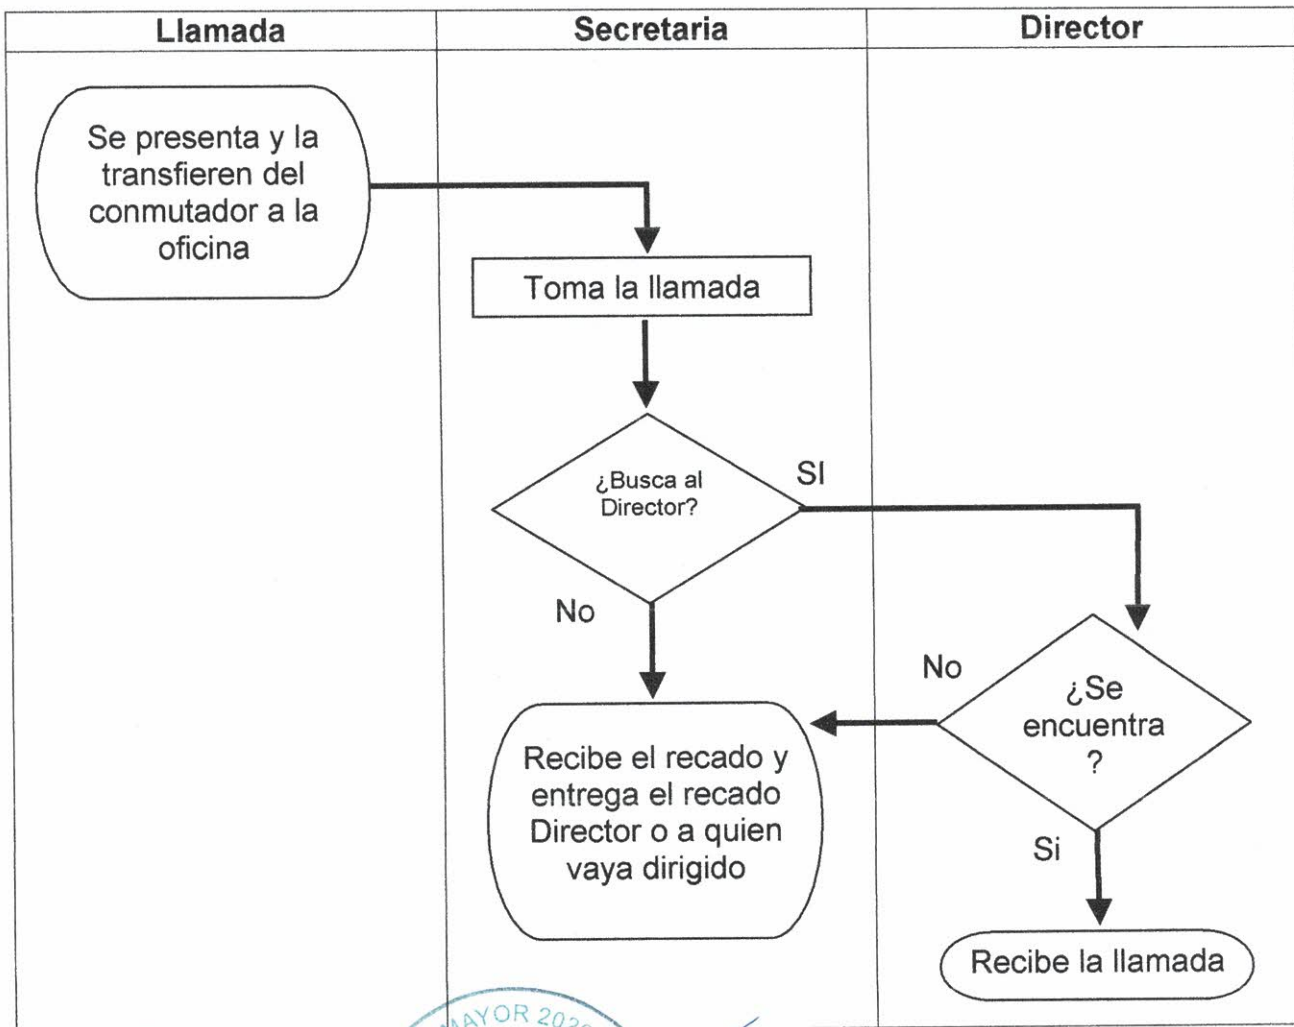 Llamada
Secretaria
Director
Se presenta y la
transfieren del
conmutador a la
oficina
Toma la llamada
¿Busca al
Director?
SI
No
No
¿Se
encuentra
?
Recibe el recado y
entrega el recado
Director o a quien
vaya dirigido
Si
Recibe la llamada
MAYOR